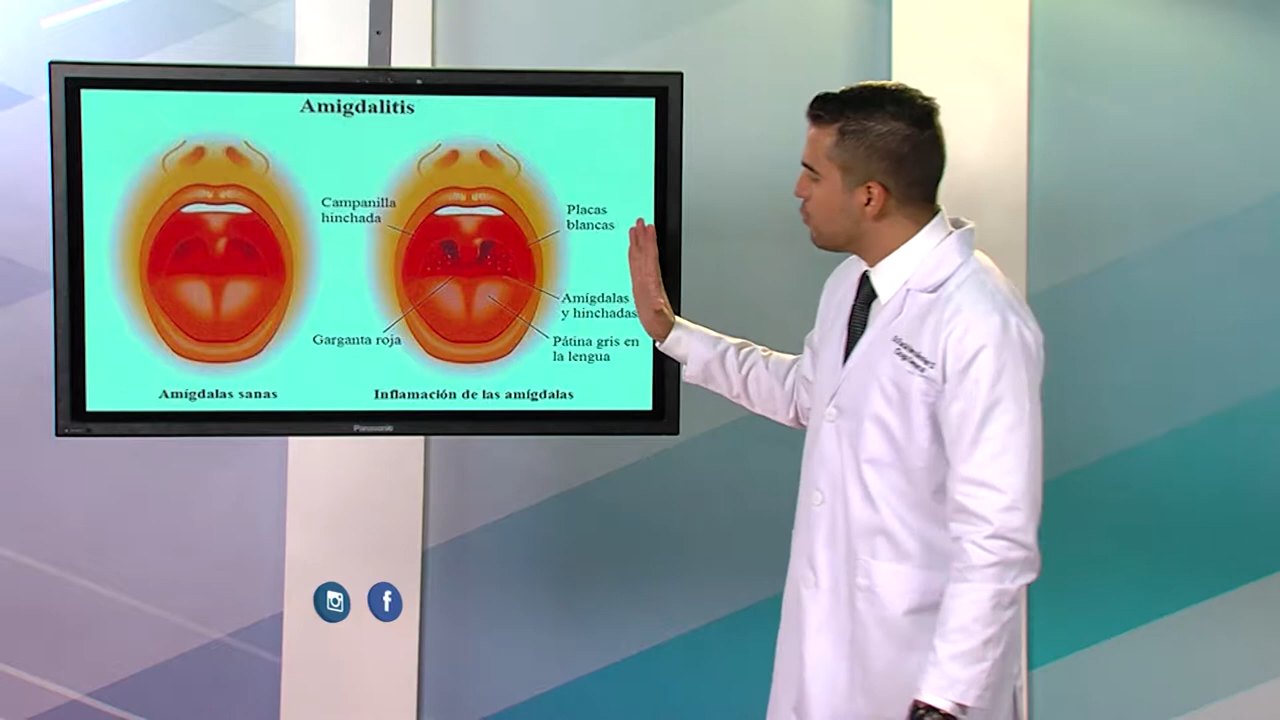 Amigdalitis
Campanilla
hinchada
Placas
blancas
Amígdalas
y hinchadas
Garganta roja
Pátina gris en
la lengua
Amígdalas sanas
Inflamación de las amígdalas
Panasonic